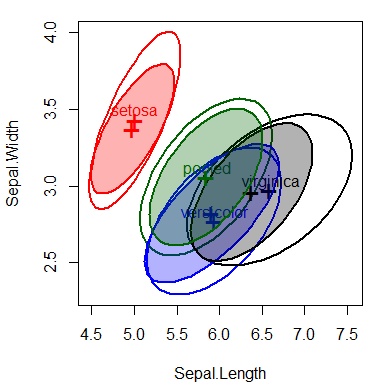 4.0
3.5
3.0
2.5
Sepal.Width
setosa
pooled
virginica
versicolor
4.5 5.0 5.5 6.0 6.5 7.0 7.5
Sepal.Length